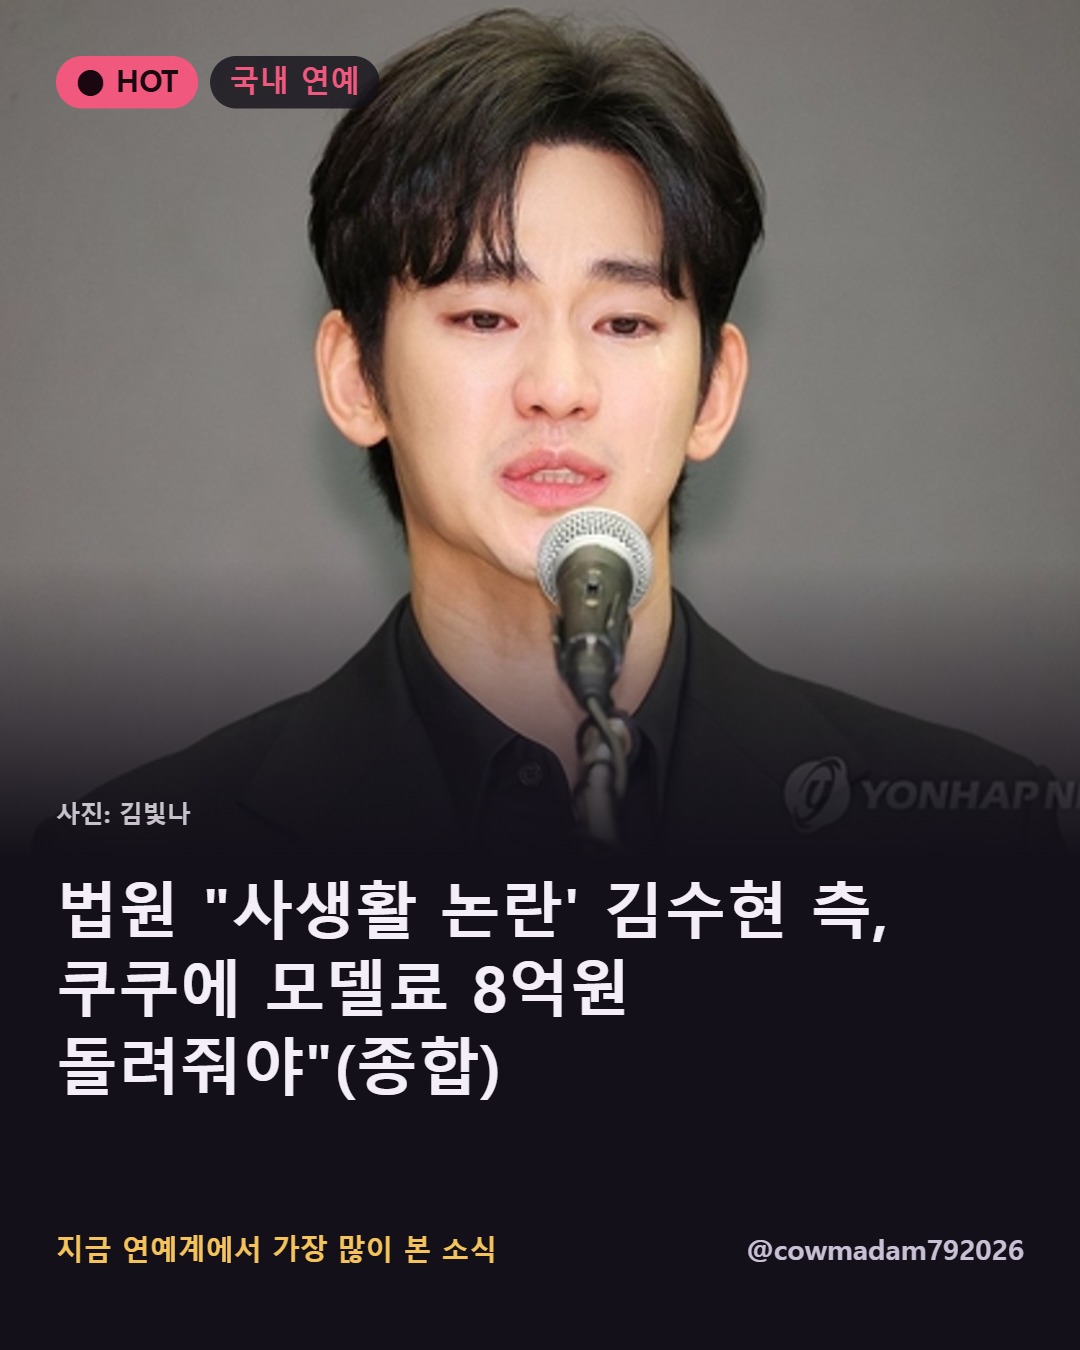 ● HOT
국내 연예
YONHAP N
사진: 김빛나
법원 "사생활 논란' 김수현 측,
쿠쿠에 모델료 8억원
돌려줘야"(종합)
지금 연예계에서 가장 많이 본 소식
@cowmadam792026